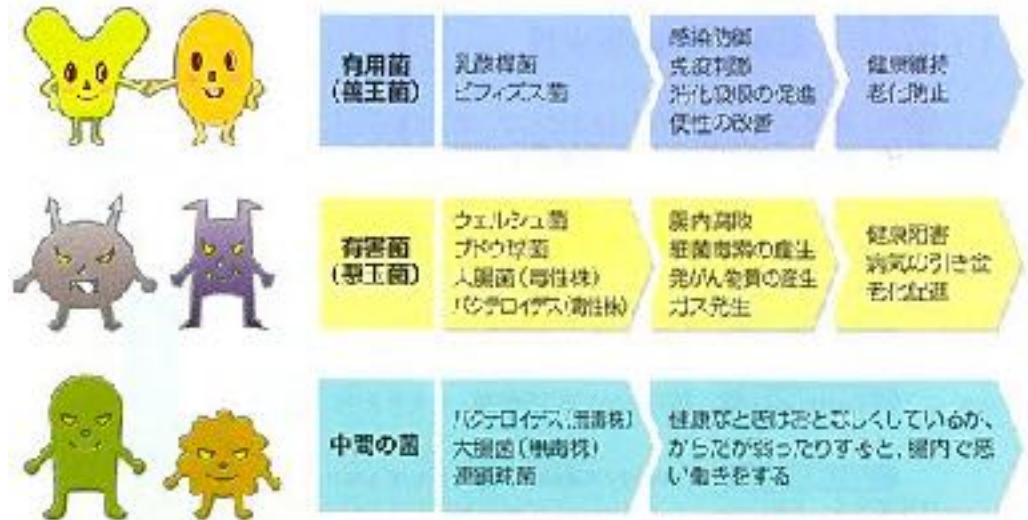 有用菌
(善玉菌)
乳酸桿菌
ビフィズス菌
感染防御
免疫刺激
消化吸収の促進
便性の改善
健康維持
老化防止
有害菌
(悪玉菌)
ウェルシュ菌
ブドウ球菌
大腸菌(毒性株)
バクテロイデス(毒性株)
腸内腐敗
細菌毒素の産生
発がん物質の産生
ガス発生
健康阻害
病気の引き金
老化促進
中間の菌
バクテロイデス(無毒株)
大腸菌(無毒株)
連鎖球菌
健康なときはおとなしくしているが、
からだが弱ったりすると、腸内で悪
い働きをする